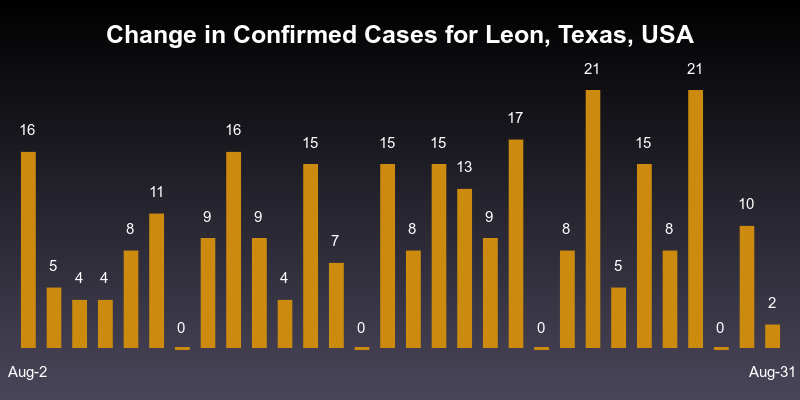 Change in Confirmed Cases for Leon, Texas, USA
16 5 4 4 8 11 0 9 16 9 4 15 7 0 15 8 15 13 9 17 0 8 21 5 15 8 21 0 10 2
Aug-2 Aug-31